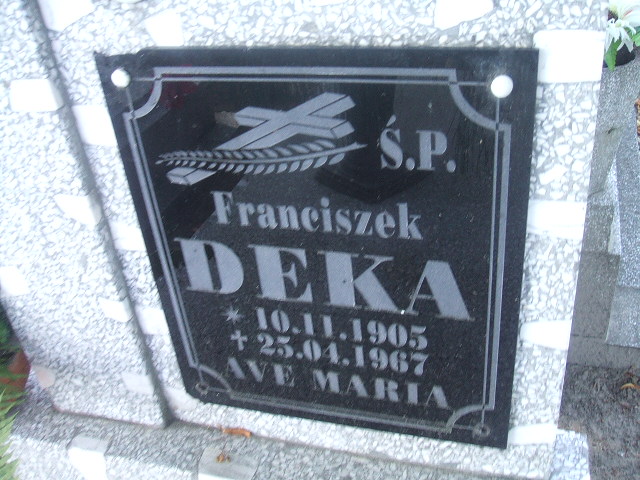 Ś.P.
Franciszek
DEKA
* 10.11.1905
+ 25.04.1967
AVE MARIA